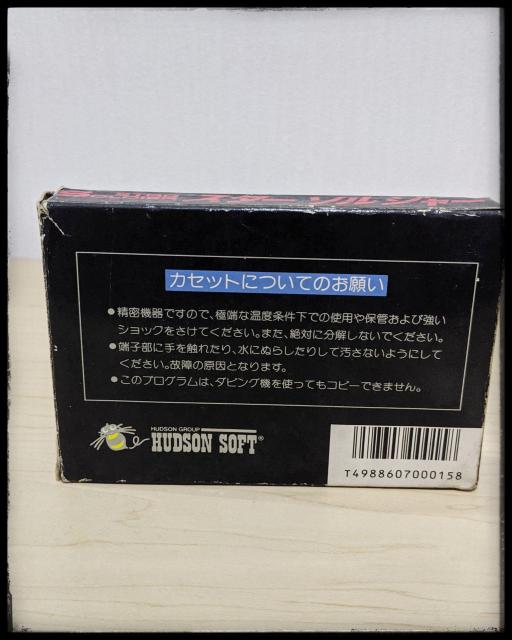 カセットについてのお願い
●精密機器ですので、極端な温度条件下での使用や保管および強い
ショックをさけてください。また、絶対に分解しないでください。
●端子部に手を触れたり、水にぬらしたりして汚さないようにして
ください。故障の原因となります。
●このプログラムは、ダビング機を使ってもコピーできません。
HUDSON GROUP
HUDSON SOFT®
T4988607000158